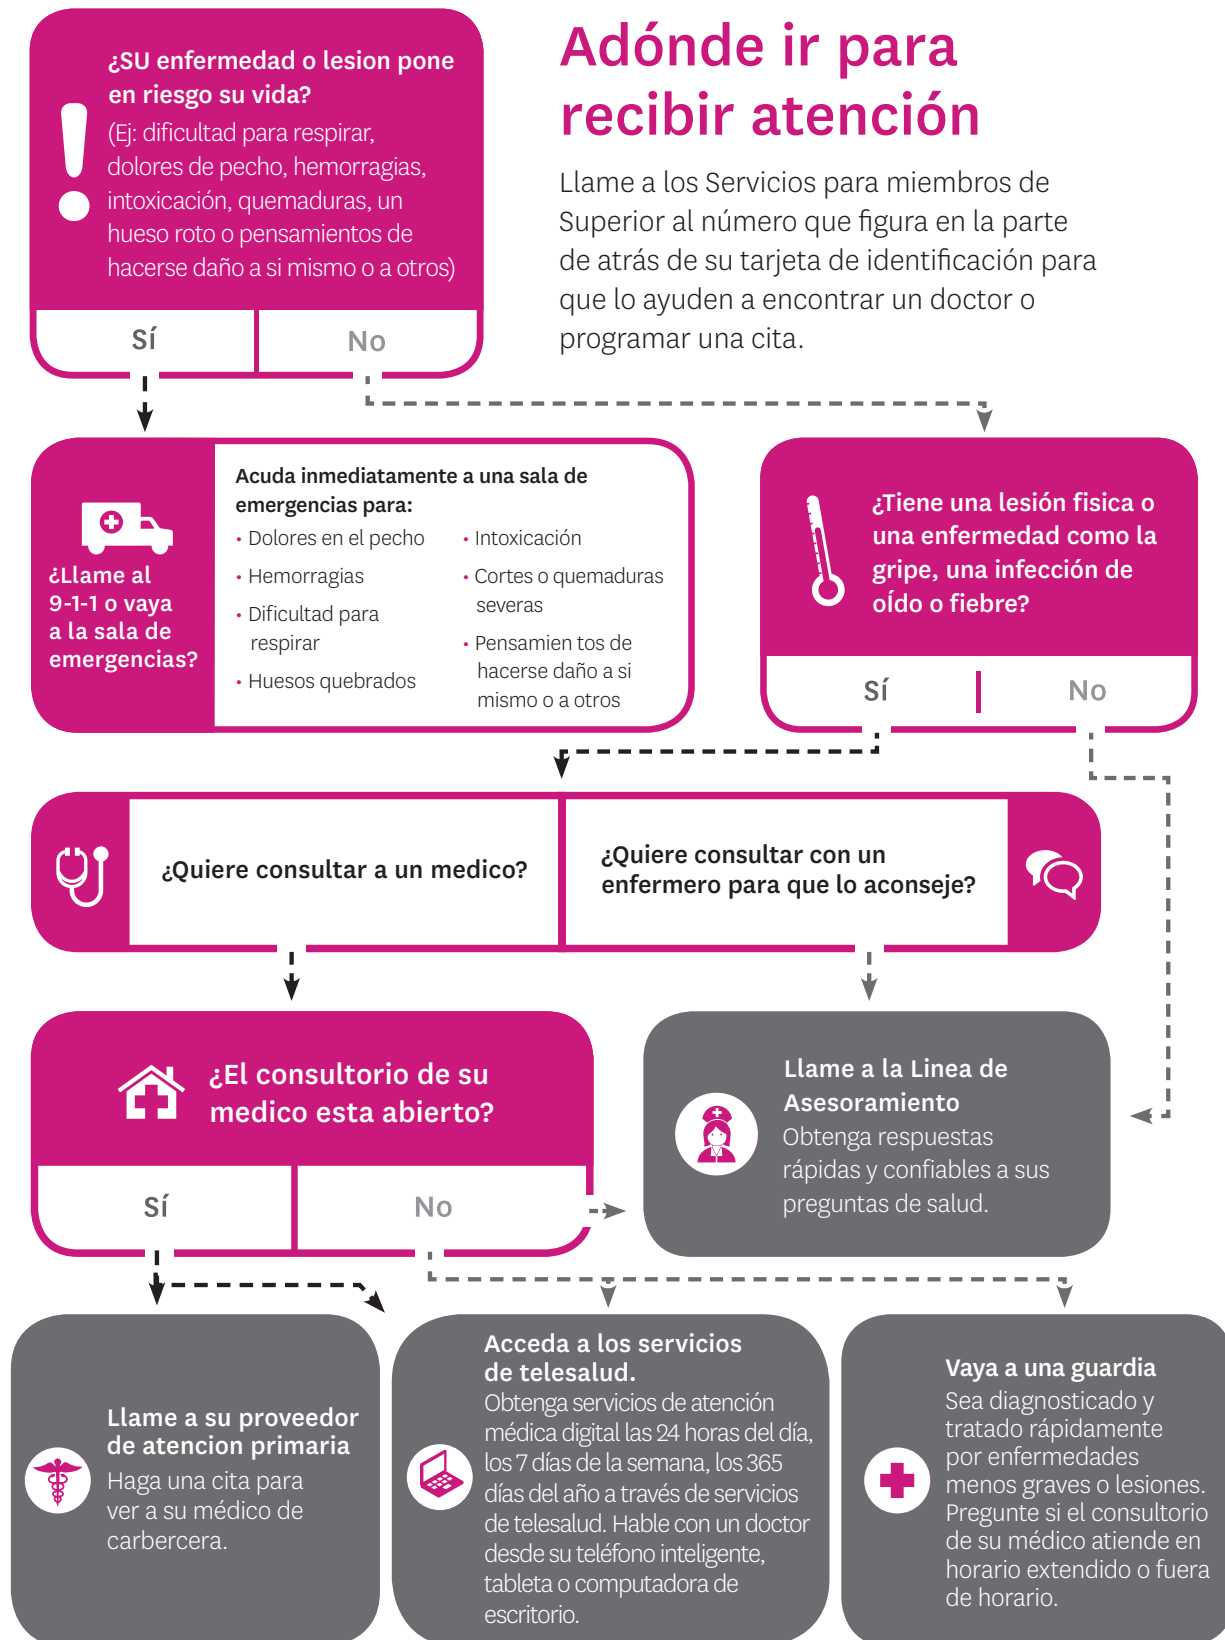 ¿SU enfermedad o lesion pone
en riesgo su vida?
(Ej: dificultad para respirar,
dolores de pecho, hemorragias,
intoxicación, quemaduras, un
hueso roto o pensamientos de
hacerse daño a si mismo o a otros)
Sí
No
Adónde ir para
recibir atención
Llame a los Servicios para miembros de
Superior al número que figura en la parte
de atrás de su tarjeta de identificación para
que lo ayuden a encontrar un doctor o
programar una cita.
¿Llame al
9-1-1 o vaya
a la sala de
emergencias?
Acuda inmediatamente a una sala de
emergencias para:
• Dolores en el pecho
• Hemorragias
• Dificultad para
respirar
• Huesos quebrados
• Intoxicación
• Cortes o quemaduras
severas
• Pensamien tos de
hacerse daño a si
mismo o a otros
¿Tiene una lesión fisica o
una enfermedad como la
gripe, una infección de
oÍdo o fiebre?
Sí
No
¿Quiere consultar a un medico?
¿Quiere consultar con un
enfermero para que lo aconseje?
¿El consultorio de su
medico esta abierto?
Sí
No
Llame a la Linea de
Asesoramiento
Obtenga respuestas
rápidas y confiables a sus
preguntas de salud.
Llame a su proveedor
de atencion primaria
Haga una cita para
ver a su médico de
carbercera.
Acceda a los servicios
de telesalud.
Obtenga servicios de atención
médica digital las 24 horas del día,
los 7 días de la semana, los 365
días del año a través de servicios
de telesalud. Hable con un doctor
desde su teléfono inteligente,
tableta o computadora de
escritorio.
Vaya a una guardia
Sea diagnosticado y
tratado rápidamente
por enfermedades
menos graves o lesiones.
Pregunte si el consultorio
de su médico atiende en
horario extendido o fuera
de horario.